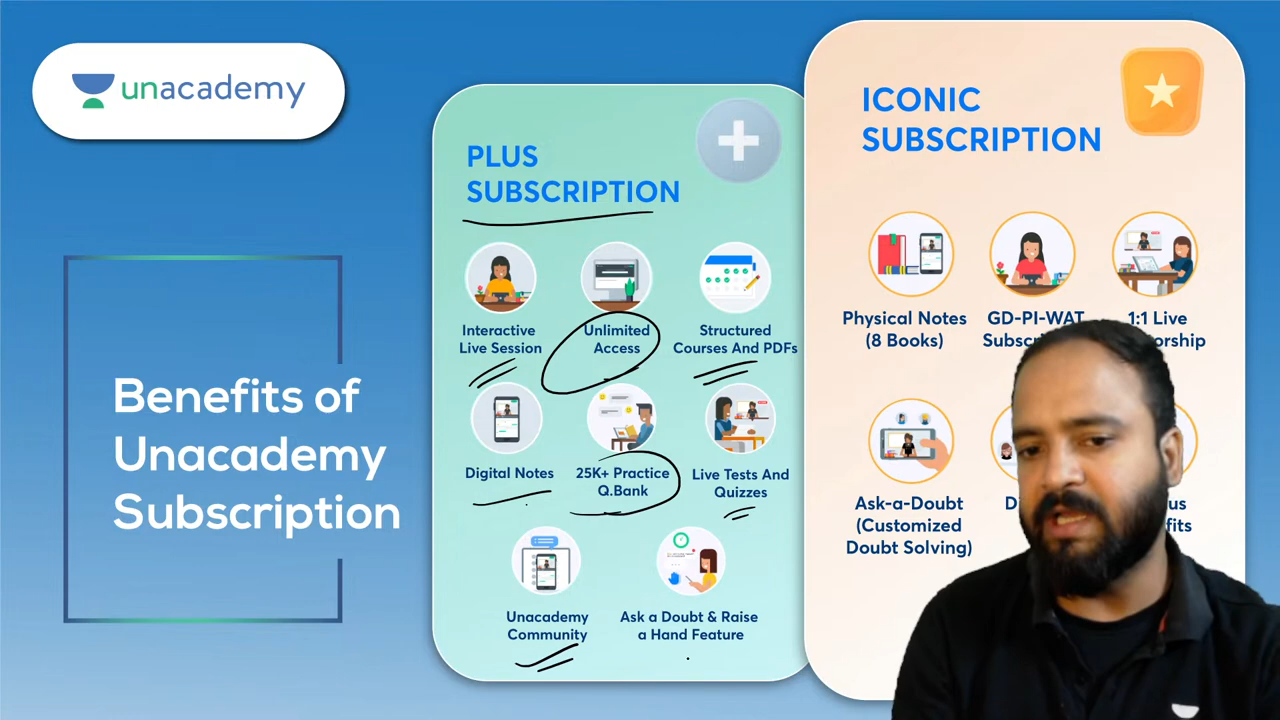 unacademy
Benefits of
Unacademy
Subscription
PLUS
SUBSCRIPTION
Interactive
Live Session
Unlimited
Access
Structured
Courses And PDFs
Digital Notes
25K+ Practice
Q.Bank
Live Tests And
Quizzes
Unacademy
Community
Ask a Doubt & Raise
a Hand Feature
ICONIC
SUBSCRIPTION
Physical Notes
(8 Books)
GD-PI-WAT
1:1 Live
Ask-a-Doubt
(Customized
Doubt Solving)